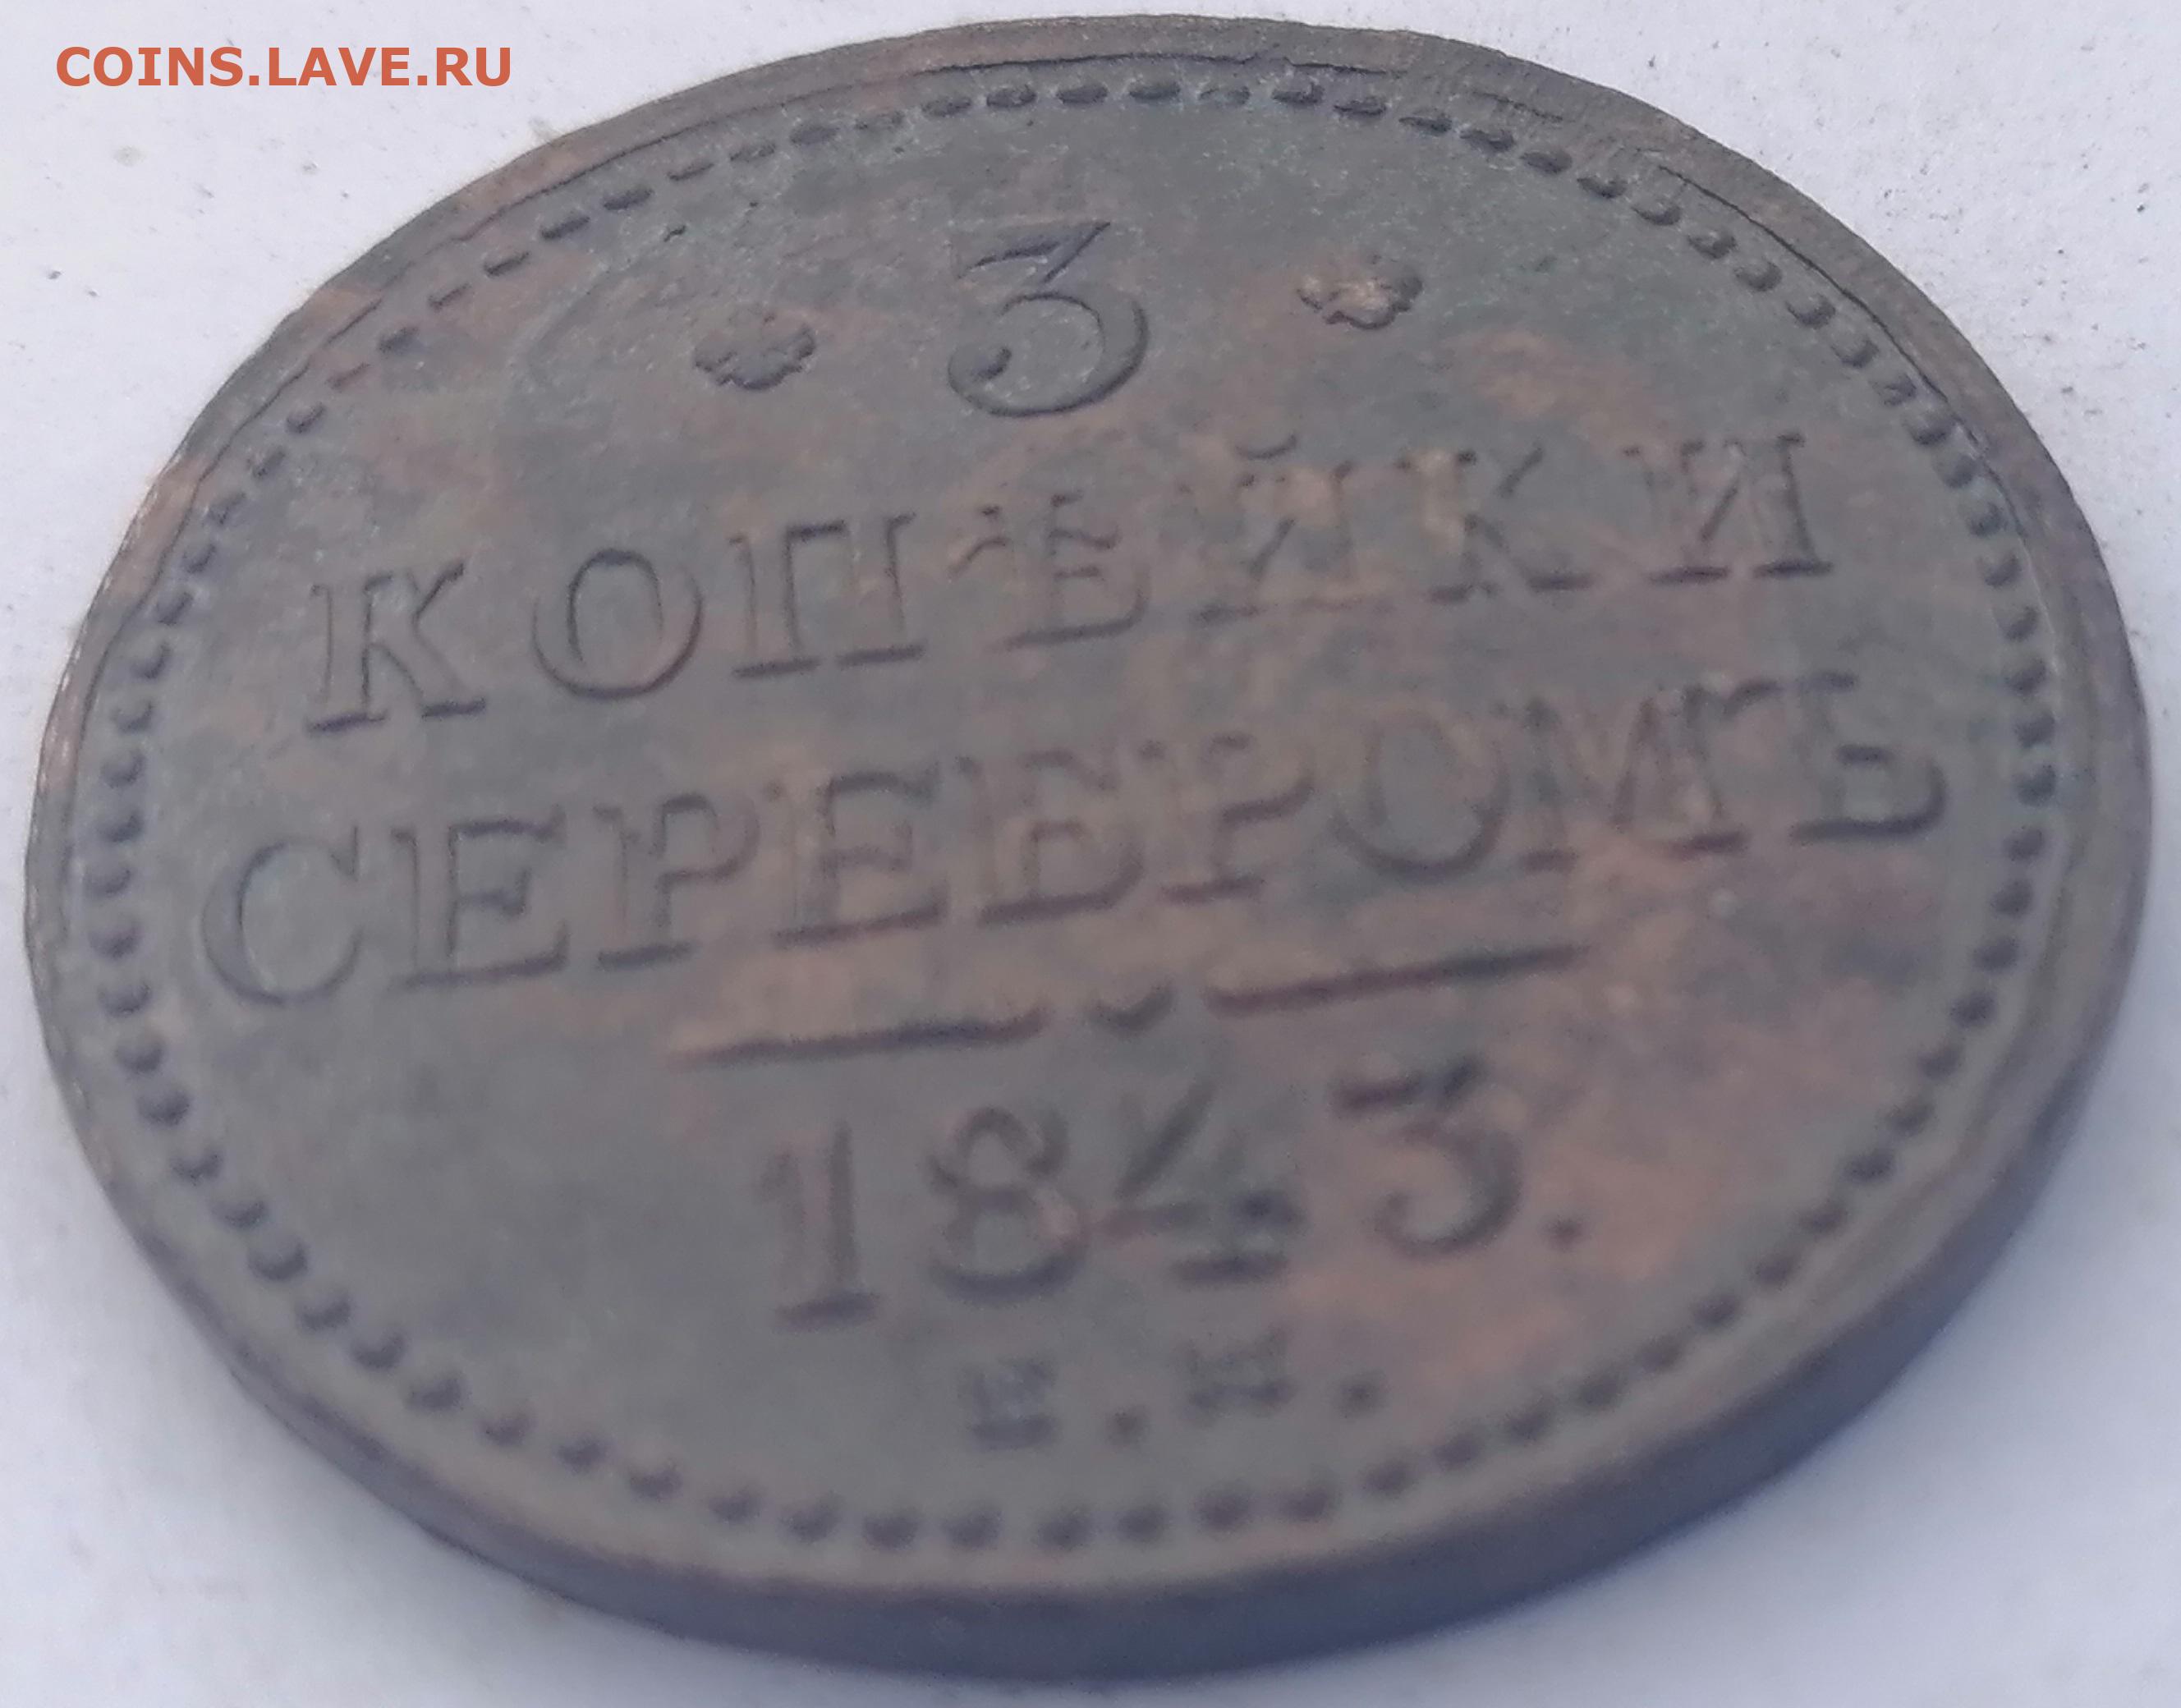 COINS.LAVE.RU
3
КОПѢЙКИ
СЕРЕБРОМЪ
1843.
Е.М.